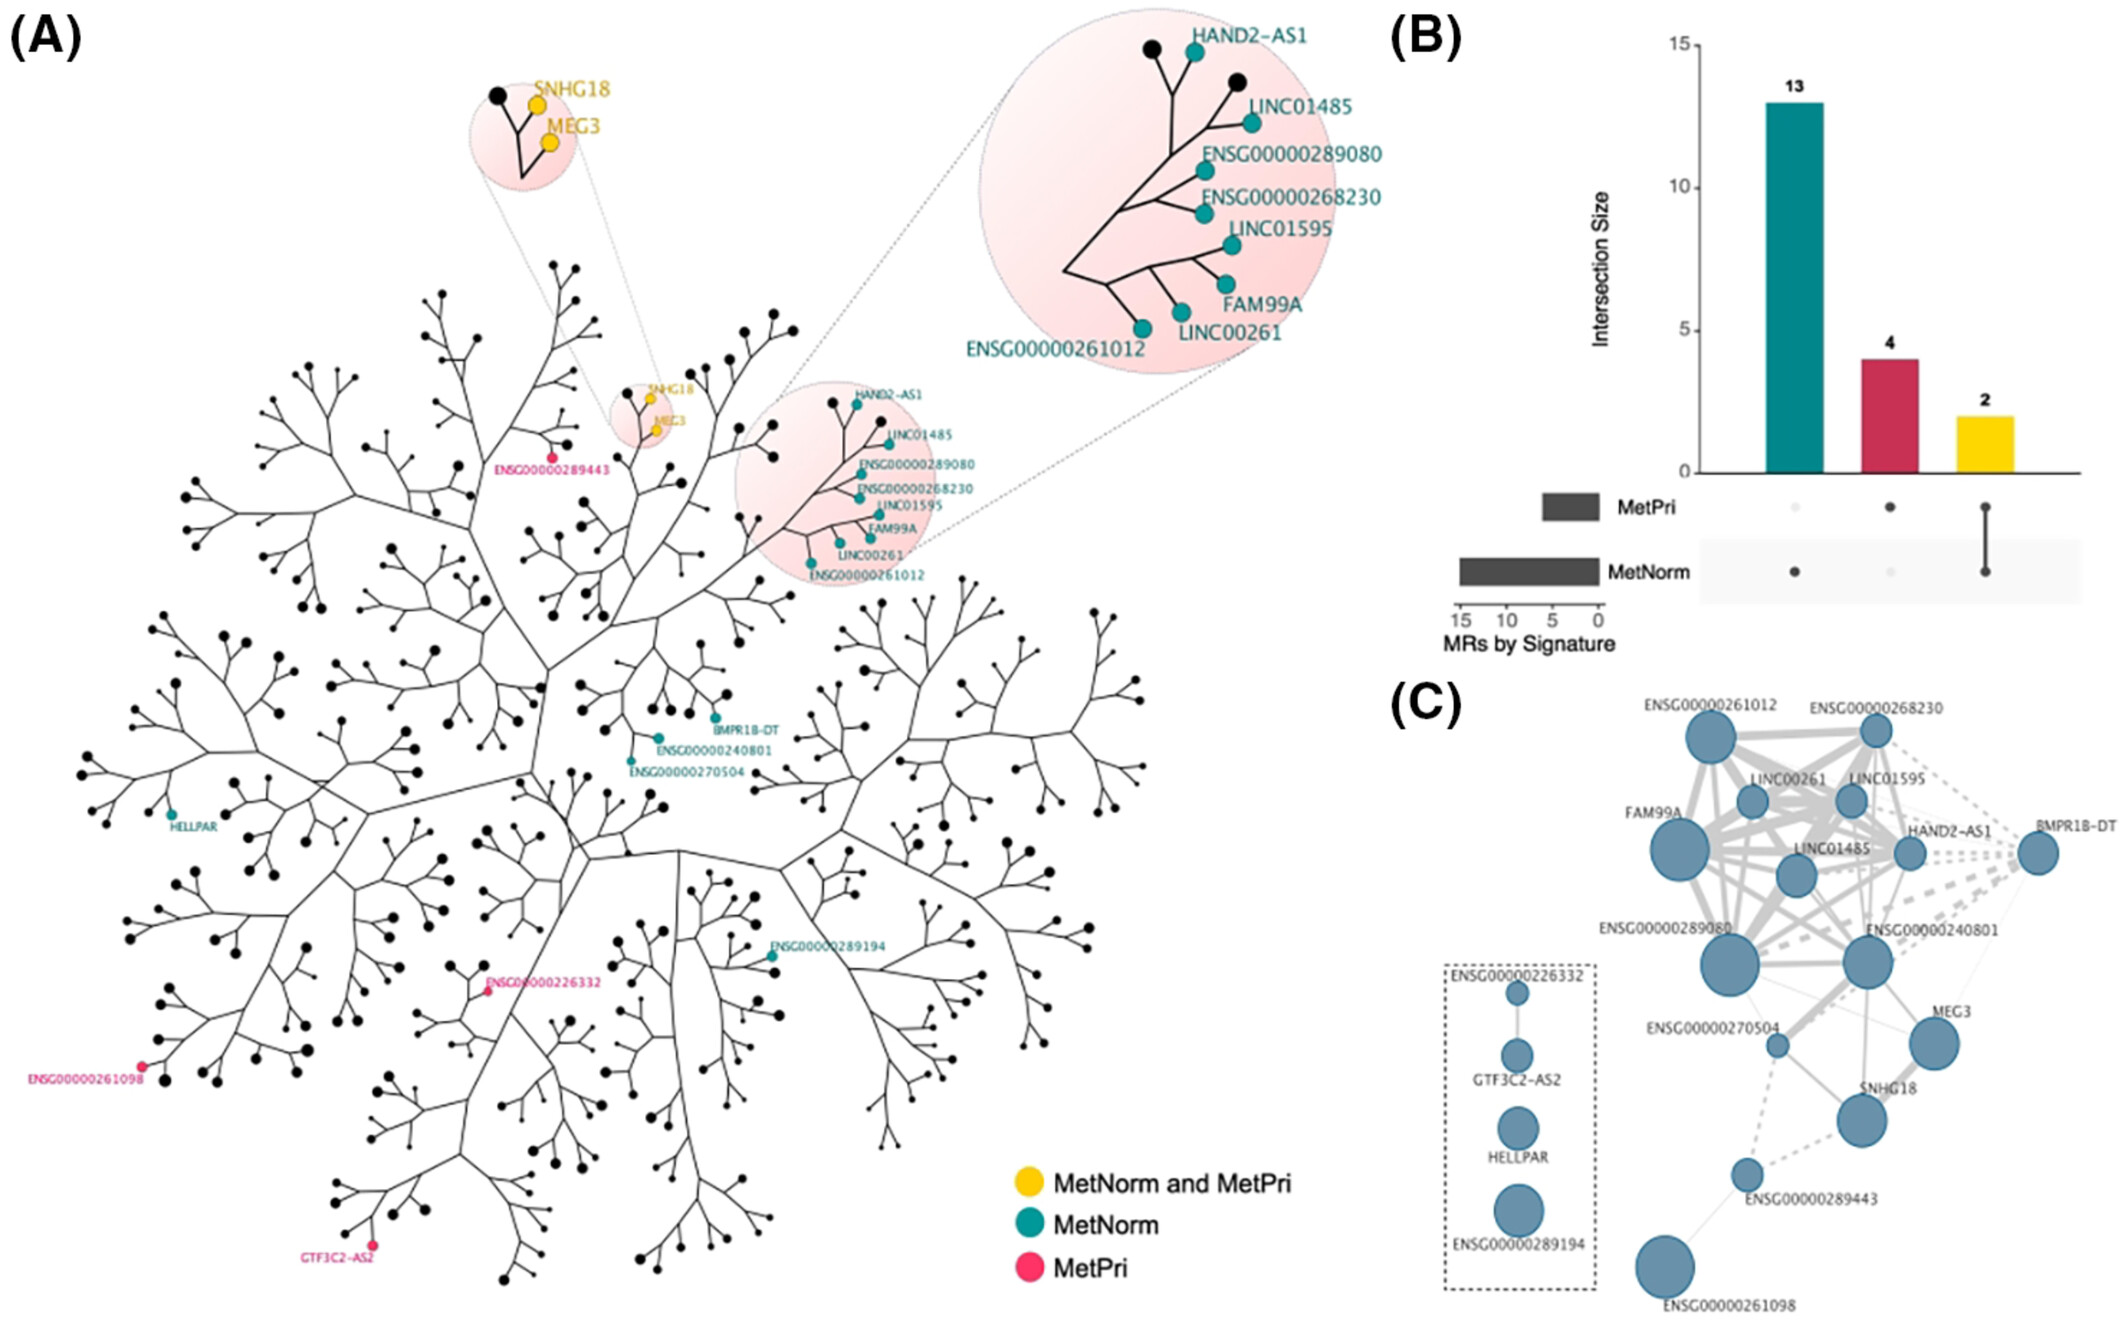 (A)
SNHG18
MEG3
HAND2-AS1
LINC01485
ENSG00000289080
ENSG00000268230
LINC01595
FAM99A
LINC00261
ENSG00000261012
SNHG18
MEG3
HAND2-AS1
LINC01485
ENSG00000289080
ENSG00000268230
LINC01595
FAM99A
LINC00261
ENSG00000261012
ENSG00000289443
BMPR1B-DT
ENSG00000240801
ENSG00000270504
HELLPAR
ENSG00000289194
ENSG00000226332
ENSG00000261098
GTF3C2-AS2
MetNorm and MetPri
MetNorm
MetPri
(B)
15
10
5
0
Intersection Size
13
4
2
MetPri
MetNorm
15 10 5 0
MRs by Signature
(C)
ENSG00000261012
ENSG00000268230
LINC00261
LINC01595
FAM99A
HAND2-AS1
BMPR1B-DT
LINC01485
ENSG00000289080
ENSG00000240801
ENSG00000226332
MEG3
ENSG00000270504
GTF3C2-AS2
SNHG18
HELLPAR
ENSG00000289443
ENSG00000289194
ENSG00000261098